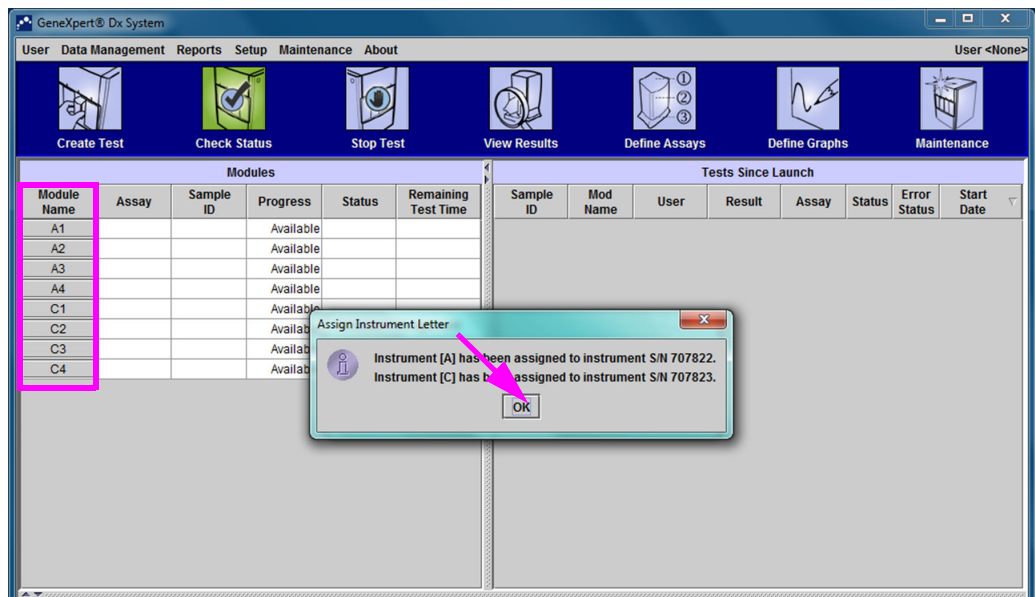 GeneXpert® Dx System
User Data Management Reports Setup Maintenance About User <None>
Create Test Check Status Stop Test View Results Define Assays Define Graphs Maintenance
① ② ③
Modules
Tests Since Launch
Module Name Assay Sample ID Progress Status Remaining Test Time
Sample ID Mod Name User Result Assay Status Error Status Start Date
A1 Available
A2 Available
A3 Available
A4 Available
C1
C2
C3
C4
Assign Instrument Letter
Instrument [A] has been assigned to instrument S/N 707822.
Instrument [C] has been assigned to instrument S/N 707823.
OK